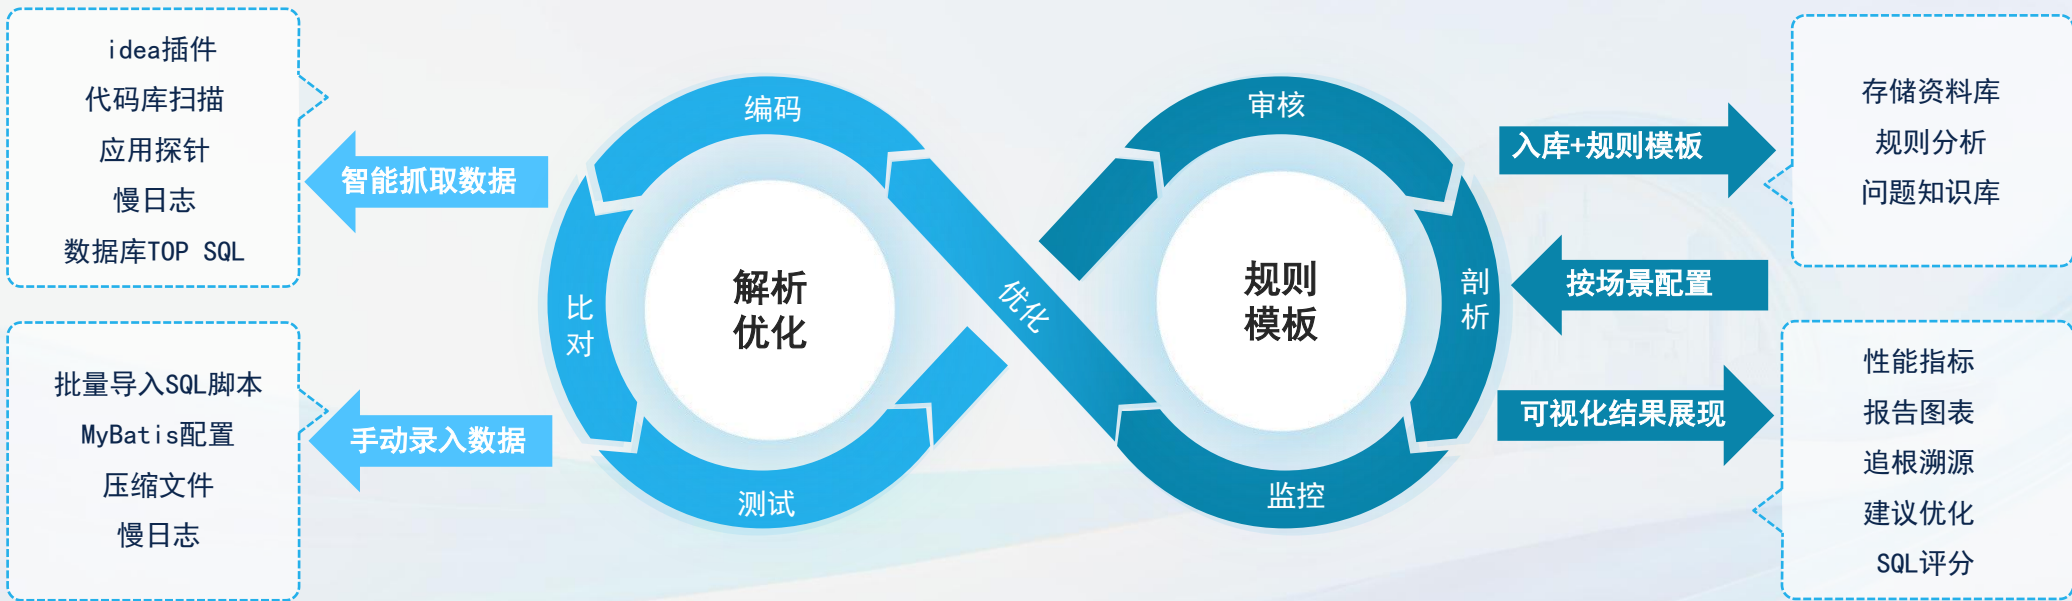 idea插件
代码库扫描
应用探针
慢日志
数据库TOP SQL
智能抓取数据
批量导入SQL脚本
MyBatis配置
压缩文件
慢日志
手动录入数据
编码
比
对
测试
优化
解析
优化
审核
剖
析
监控
规则
模板
入库+规则模板
按场景配置
可视化结果展现
存储资料库
规则分析
问题知识库
性能指标
报告图表
追根溯源
建议优化
SQL评分